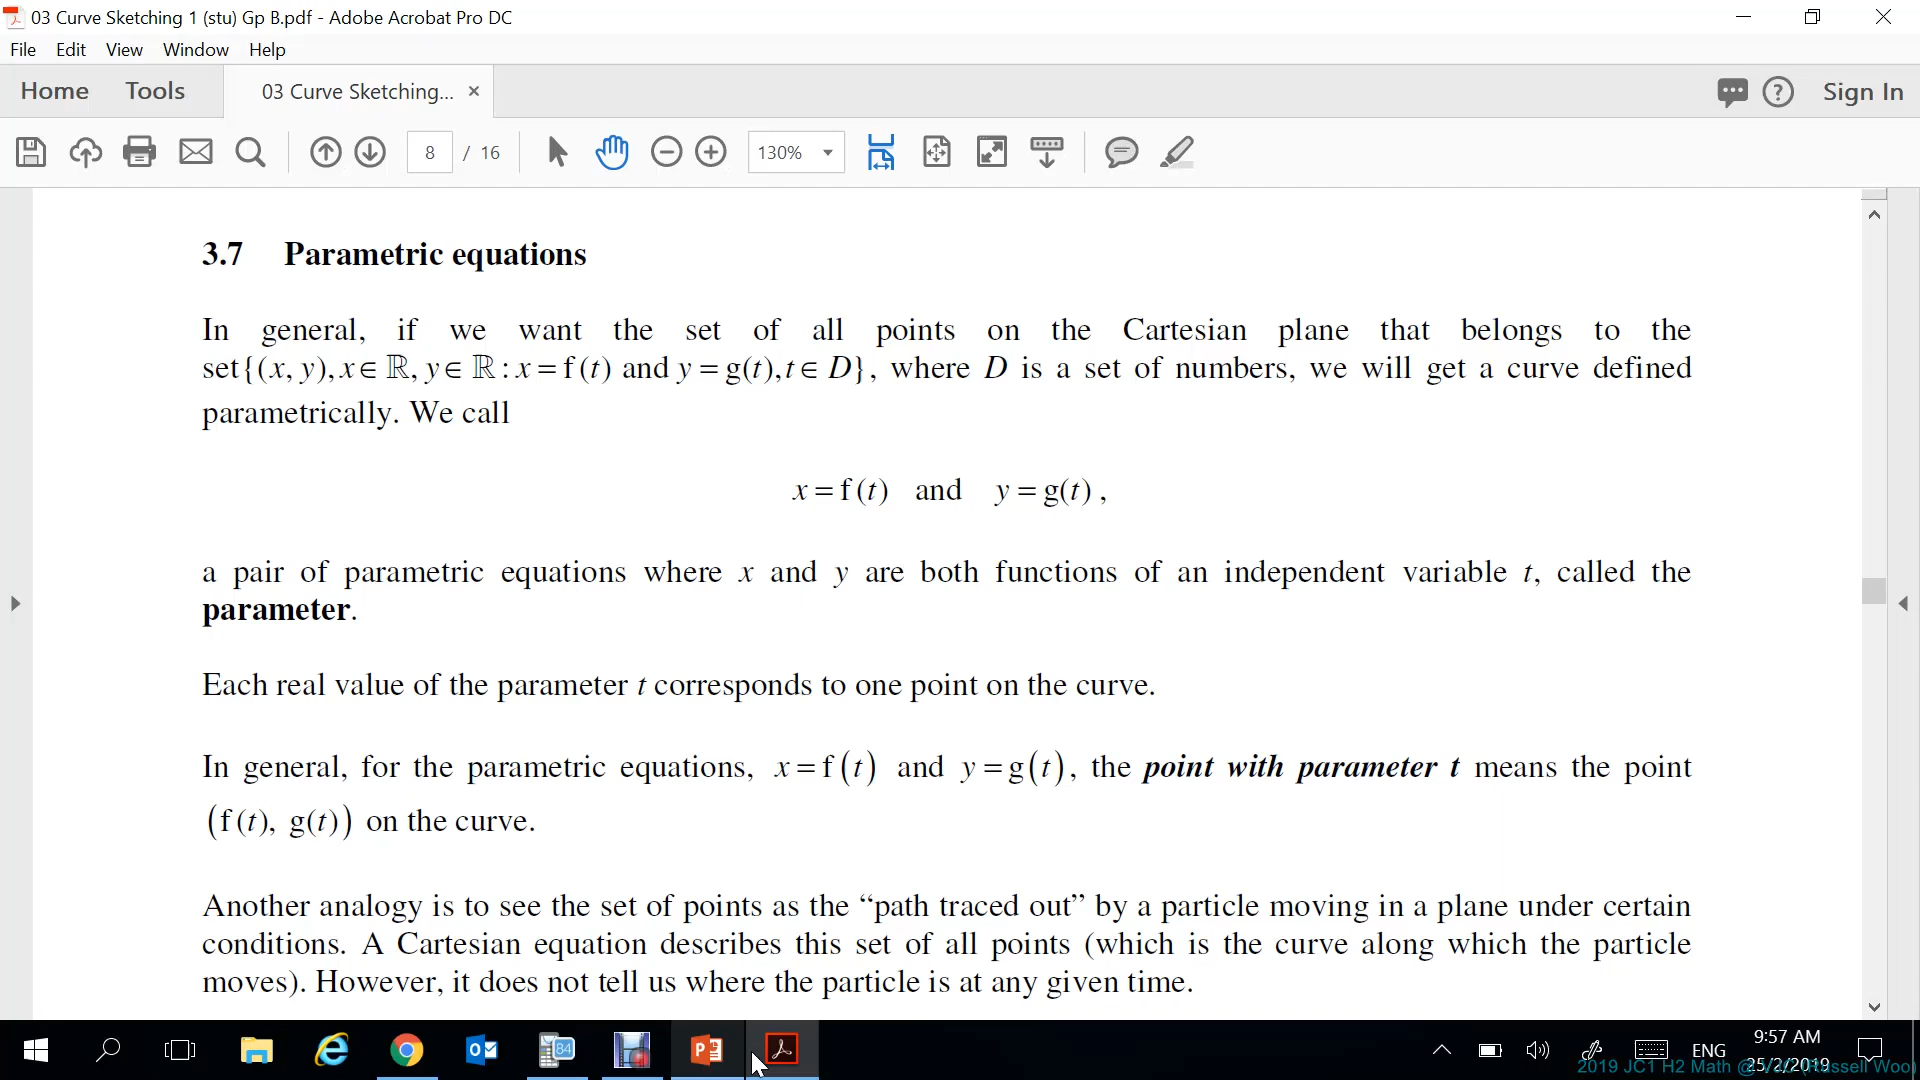 03 Curve Sketching 1 (stu) Gp B.pdf - Adobe Acrobat Pro DC
File Edit View Window Help
Home Tools 03 Curve Sketching... × Sign In
8 / 16 130%
3.7 Parametric equations
In general, if we want the set of all points on the Cartesian plane that belongs to the
set{(x, y), x∈ ℝ, y∈ ℝ : x = f(t) and y = g(t), t∈ D}, where D is a set of numbers, we will get a curve defined
parametrically. We call
x = f(t) and y = g(t) ,
a pair of parametric equations where x and y are both functions of an independent variable t, called the
parameter.
Each real value of the parameter t corresponds to one point on the curve.
In general, for the parametric equations, x = f(t) and y = g(t), the point with parameter t means the point
(f(t), g(t)) on the curve.
Another analogy is to see the set of points as the “path traced out” by a particle moving in a plane under certain
conditions. A Cartesian equation describes this set of all points (which is the curve along which the particle
moves). However, it does not tell us where the particle is at any given time.
84
ENG
9:57 AM
25/2/2019
2019 JC1 H2 Math @ VJC (Russell Woo)